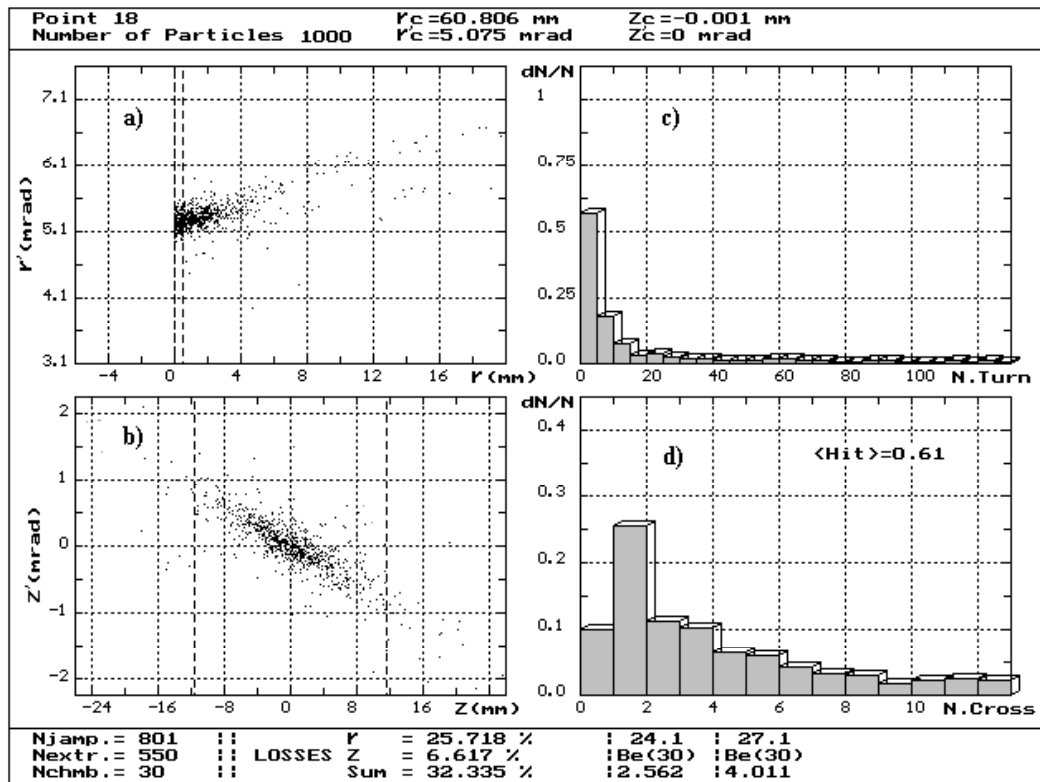 Point 18 rc=60.806 mm Zc=-0.001 mm
Number of Particles 1000 r'c=5.075 mrad Z'c=0 mrad
a)
r'(mrad)
7.1
6.1
5.1
4.1
3.1
-4 0 4 8 12 16
r(mm)
dN/N
c)
1
0.75
0.5
0.25
0.0
0 20 40 60 80 100 N.Turn
b)
Z'(mrad)
2
1
0
-1
-2
-24 -16 -8 0 8 16
Z(mm)
dN/N
d) <Hit>=0.61
0.4
0.3
0.2
0.1
0.0
0 2 4 6 8 10 N.Cross
Njamp.= 801 || r = 25.718 % | 24.1 | 27.1
Nextr.= 550 || LOSSES Z = 6.617 % |Be(30) |Be(30)
Nchmb.= 30 || Sum = 32.335 % |2.562 |4.011